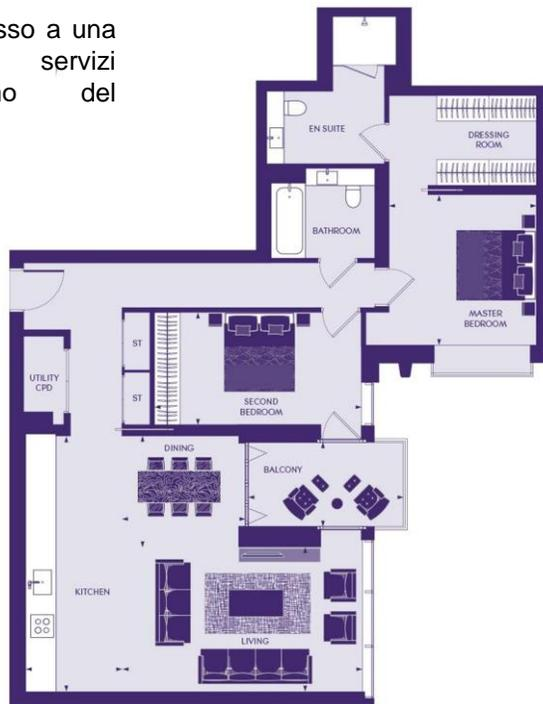 sso a una
servizi
no del
EN SUITE
DRESSING
ROOM
BATHROOM
MASTER
BEDROOM
ST
UTILITY
CPD
ST
SECOND
BEDROOM
DINING
BALCONY
KITCHEN
LIVING